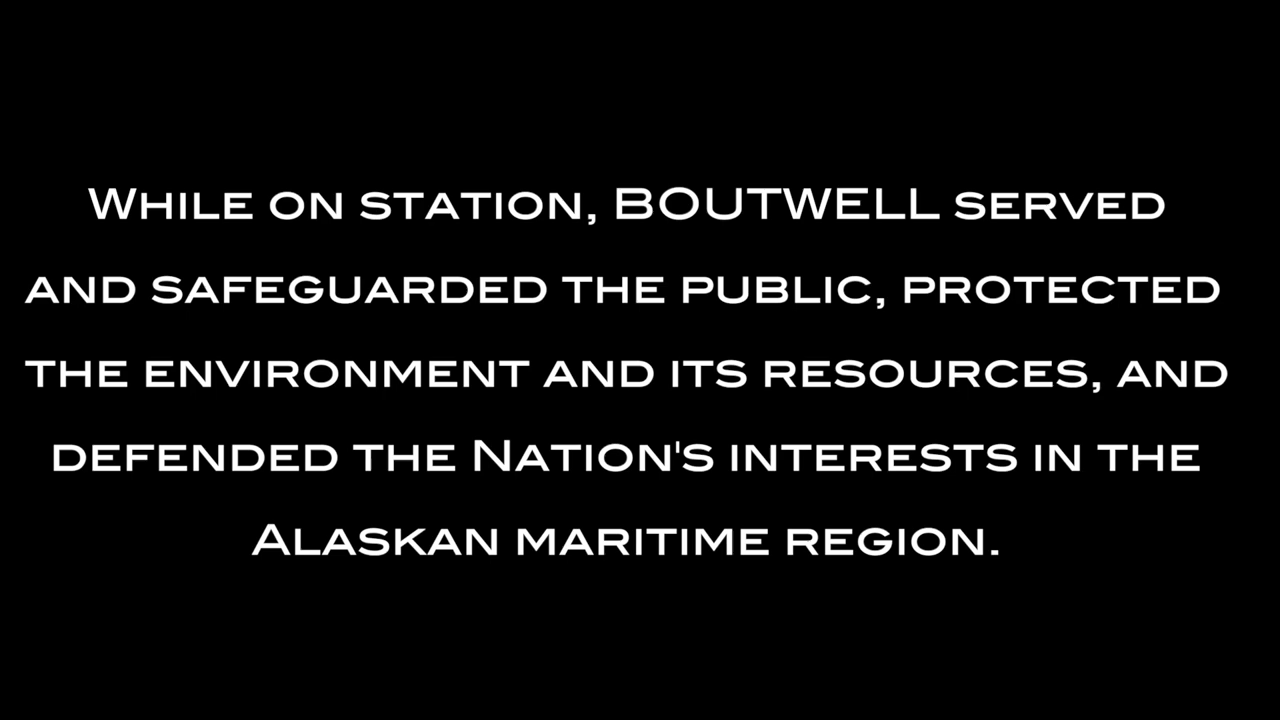 While on station, BOUTWELL served
and safeguarded the public, protected
the environment and its resources, and
defended the Nation's interests in the
Alaskan maritime region.